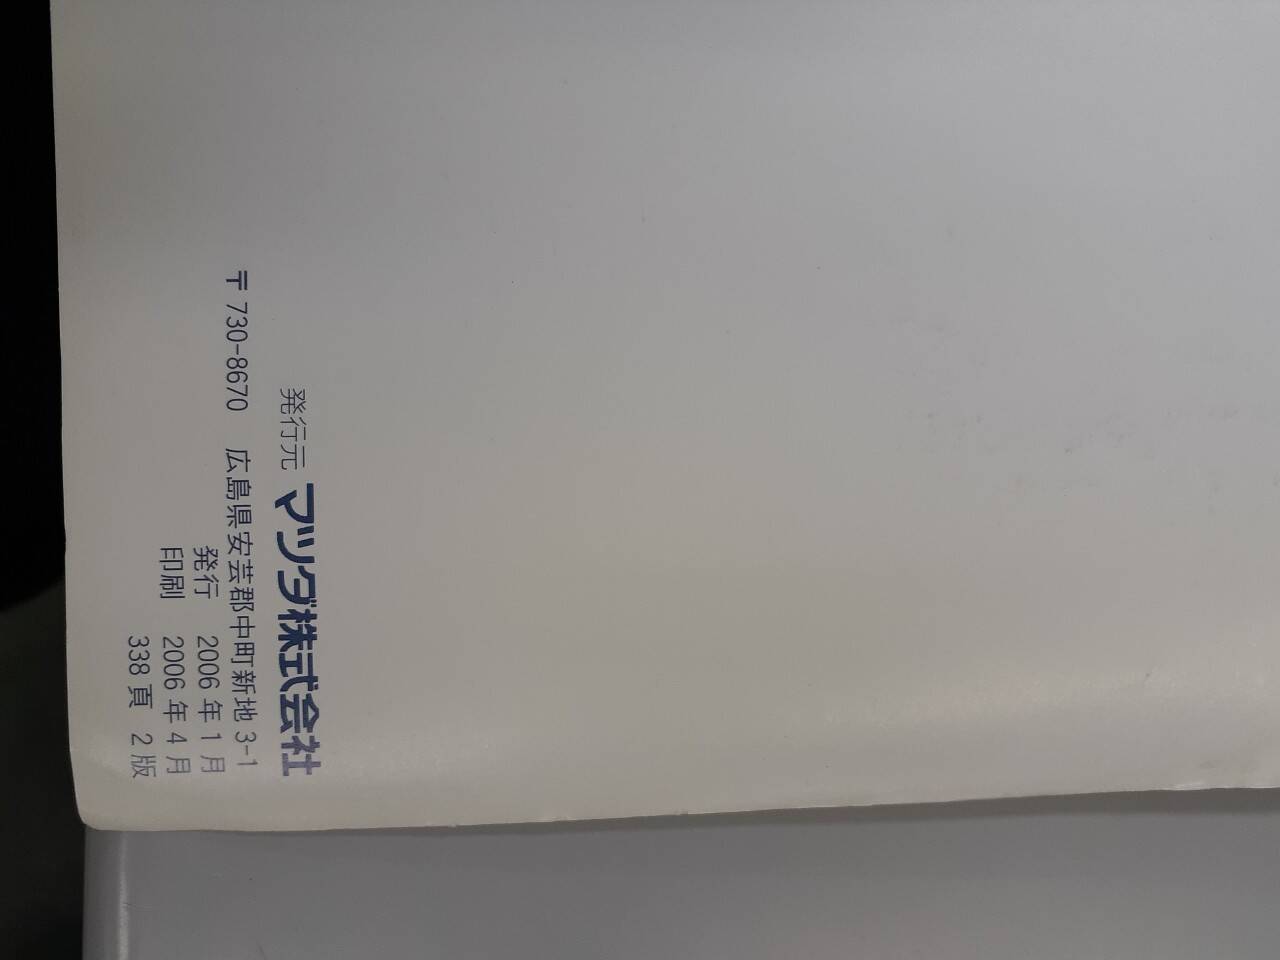 発行元 マツダ株式会社
〒 730-8670 広島県安芸郡中町新地 3-1
発行 2006 年 1 月
印刷 2006 年 4 月
338 頁 2 版